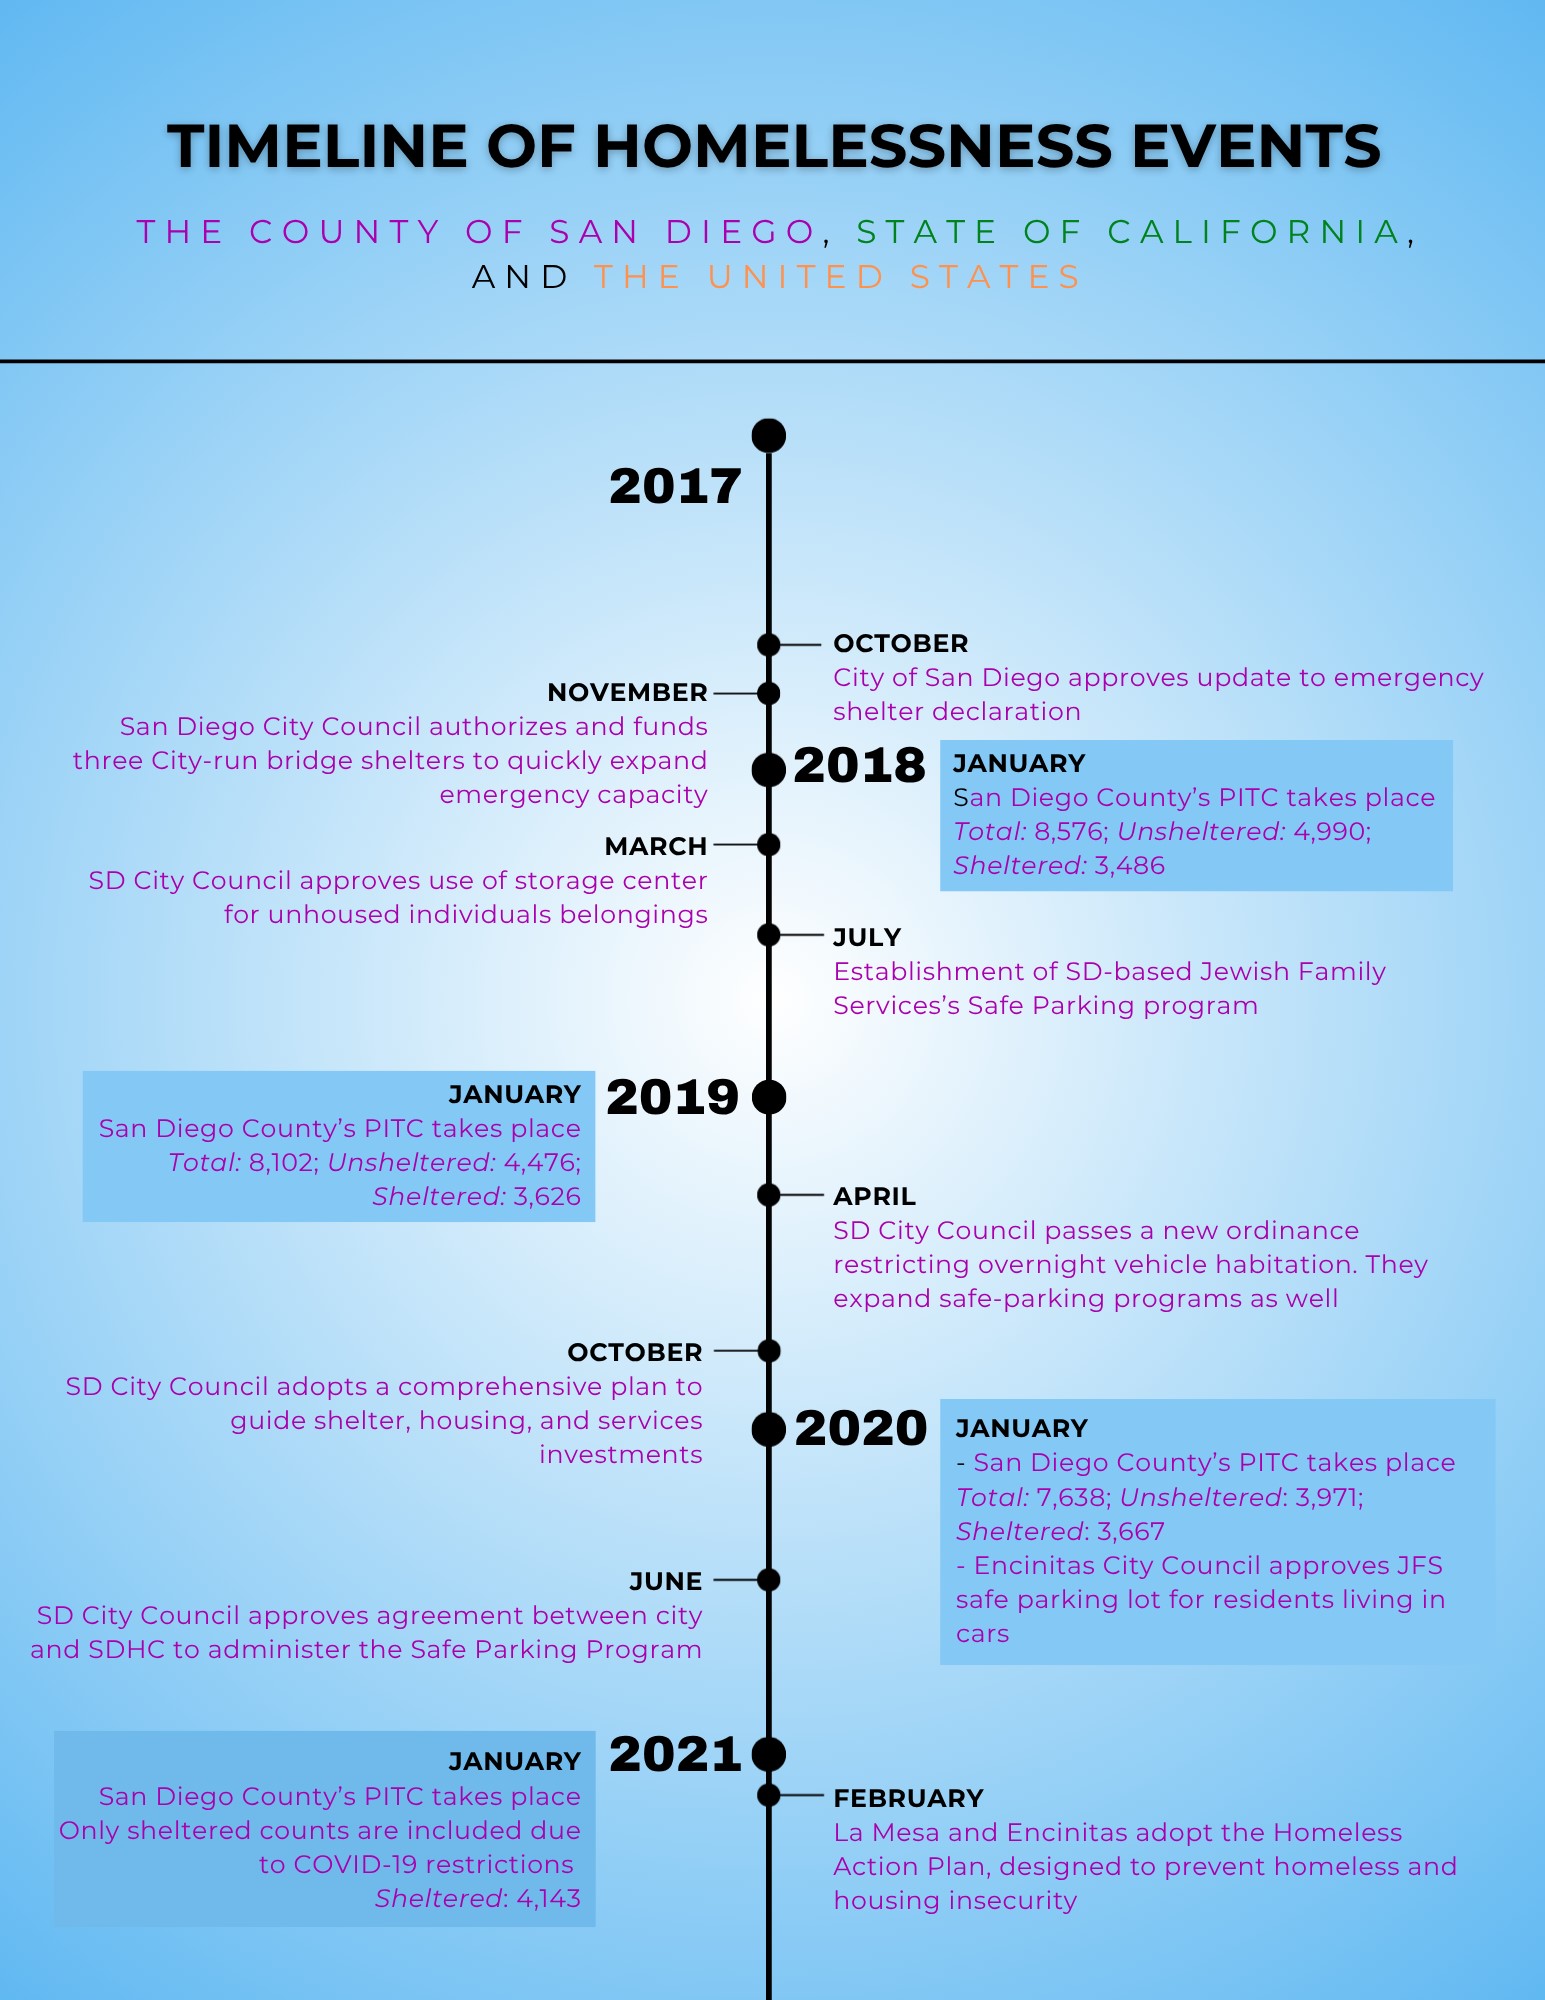 TIMELINE OF HOMELESSNESS EVENTS
THE COUNTY OF SAN DIEGO, STATE OF CALIFORNIA,
AND THE UNITED STATES
2017
OCTOBER
City of San Diego approves update to emergency
shelter declaration
NOVEMBER
San Diego City Council authorizes and funds
three City-run bridge shelters to quickly expand
emergency capacity
2018
JANUARY
San Diego County’s PITC takes place
Total: 8,576; Unsheltered: 4,990;
Sheltered: 3,486
MARCH
SD City Council approves use of storage center
for unhoused individuals belongings
JULY
Establishment of SD-based Jewish Family
Services’s Safe Parking program
2019
JANUARY
San Diego County’s PITC takes place
Total: 8,102; Unsheltered: 4,476;
Sheltered: 3,626
APRIL
SD City Council passes a new ordinance
restricting overnight vehicle habitation. They
expand safe-parking programs as well
OCTOBER
SD City Council adopts a comprehensive plan to
guide shelter, housing, and services
investments
2020
JANUARY
- San Diego County’s PITC takes place
Total: 7,638; Unsheltered: 3,971;
Sheltered: 3,667
- Encinitas City Council approves JFS
safe parking lot for residents living in
cars
JUNE
SD City Council approves agreement between city
and SDHC to administer the Safe Parking Program
2021
JANUARY
San Diego County’s PITC takes place
Only sheltered counts are included due
to COVID-19 restrictions
Sheltered: 4,143
FEBRUARY
La Mesa and Encinitas adopt the Homeless
Action Plan, designed to prevent homeless and
housing insecurity